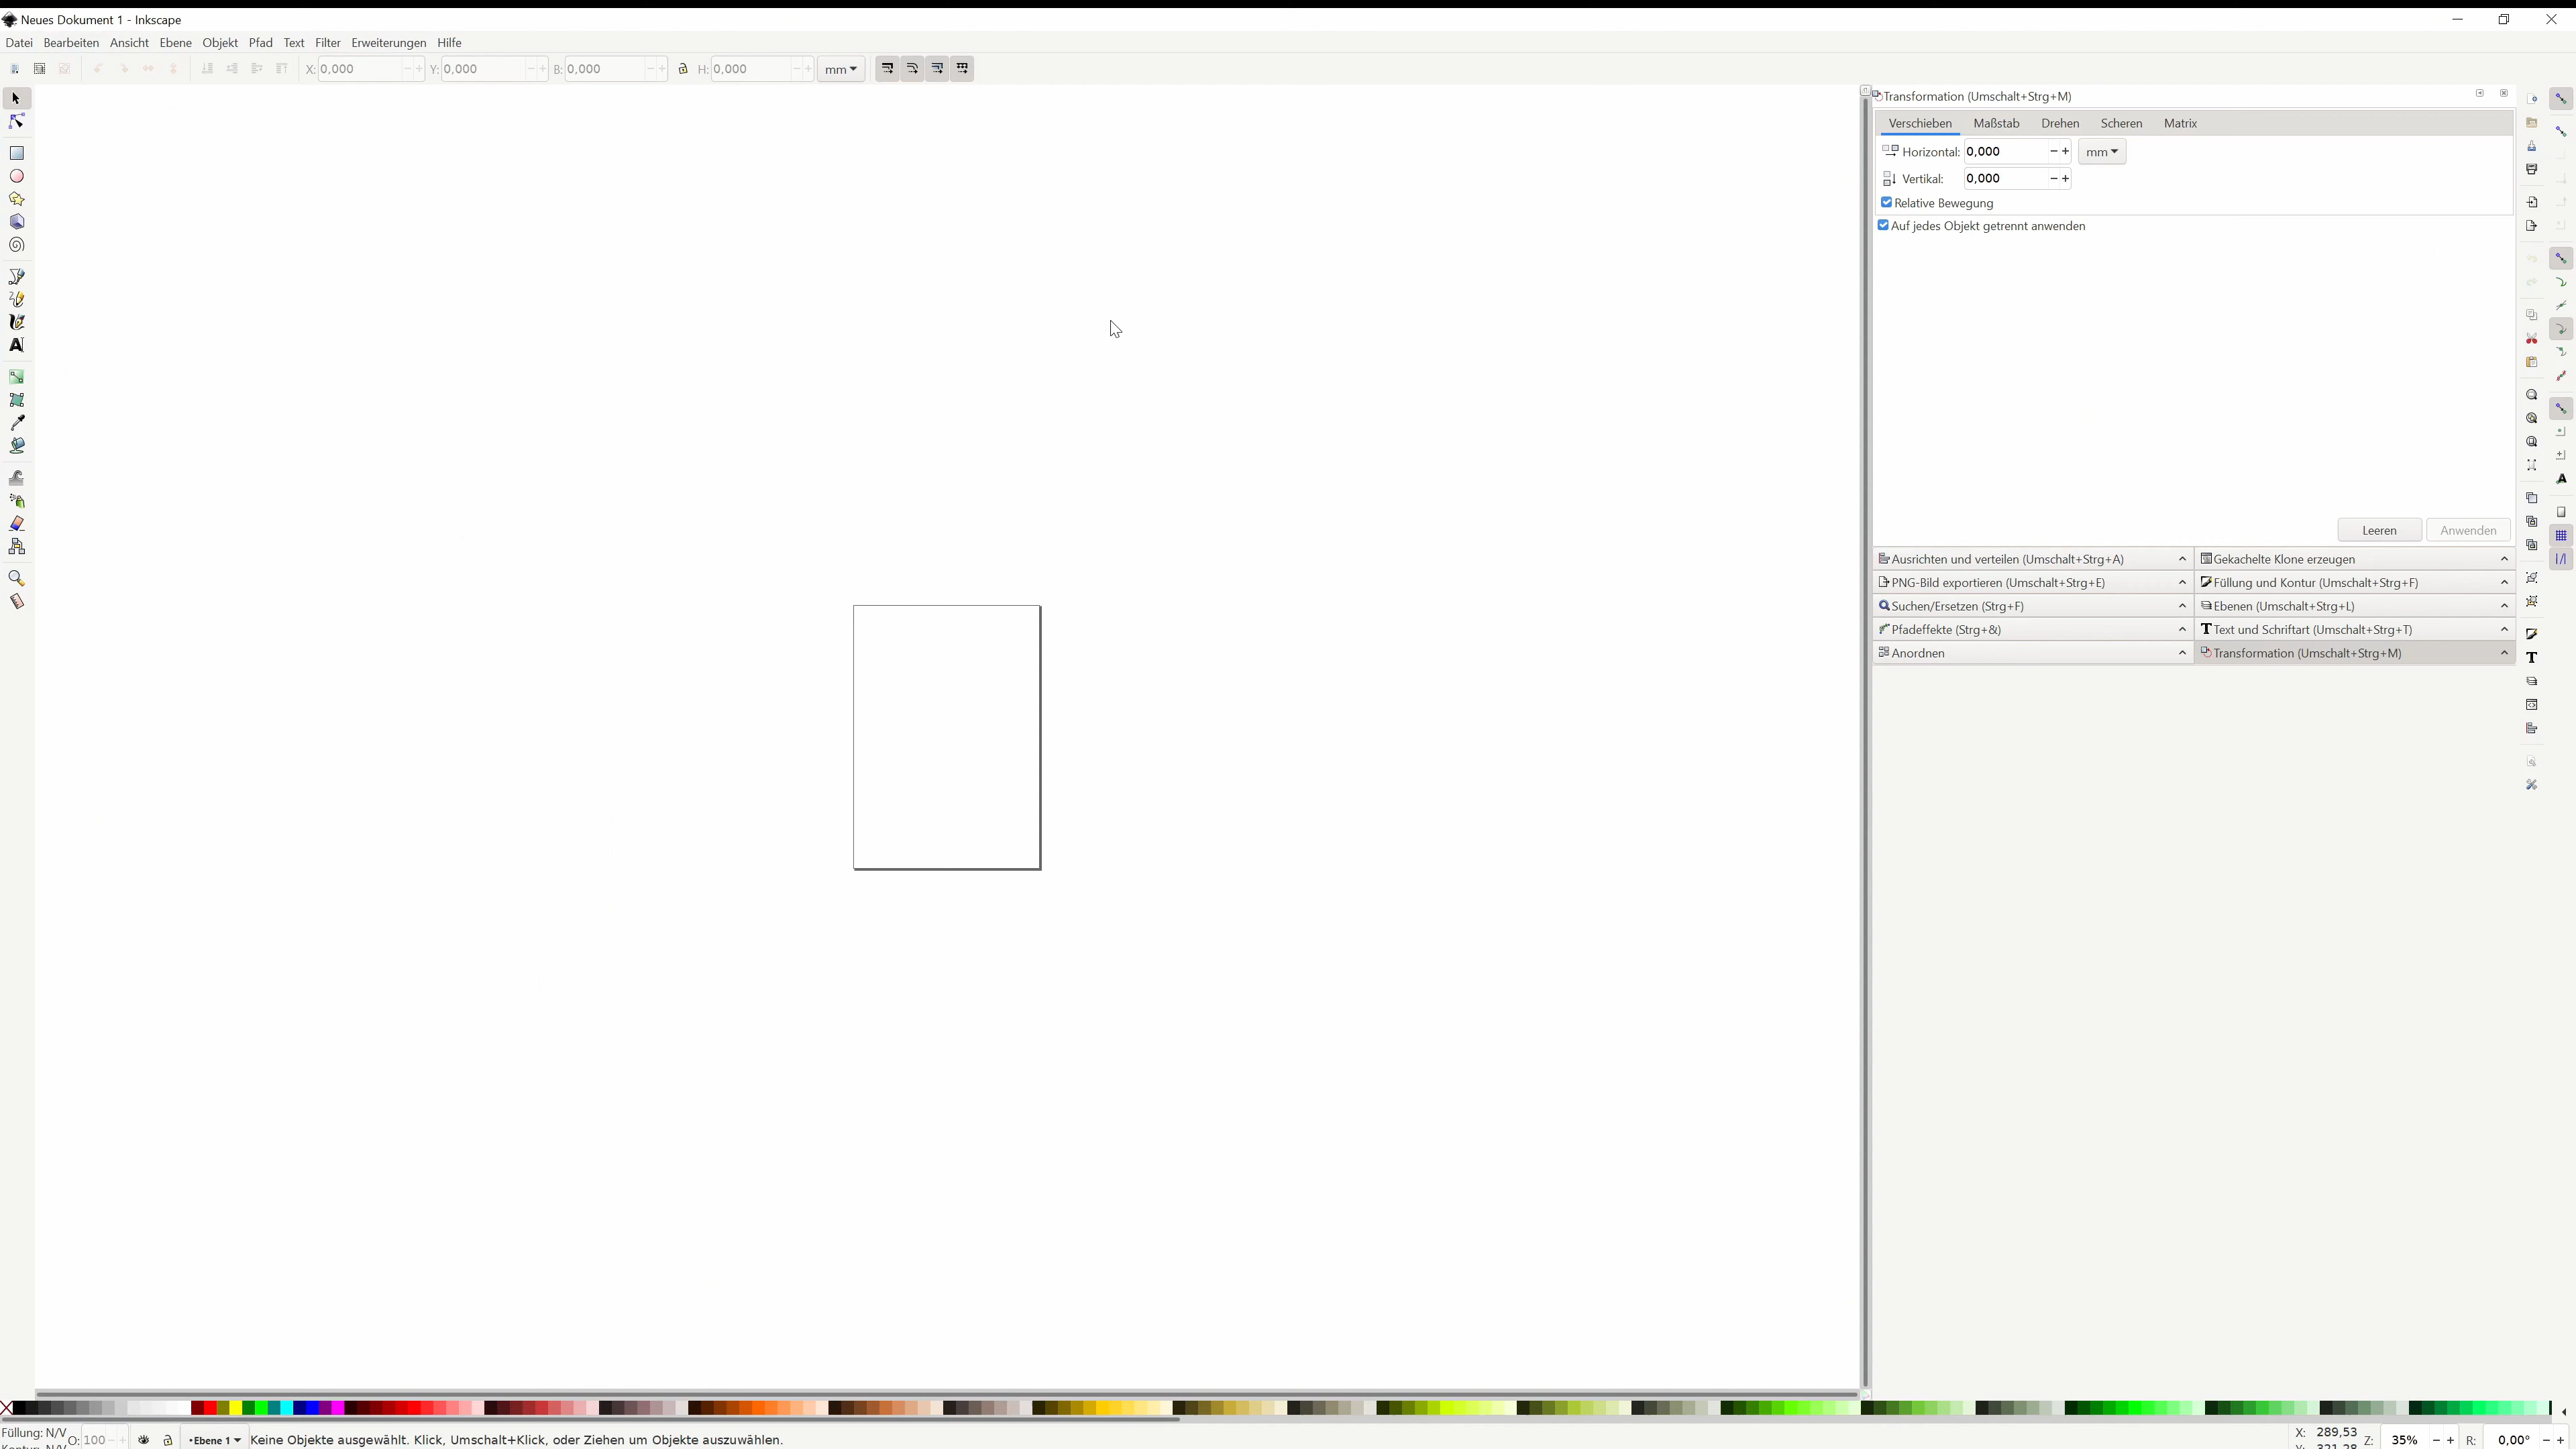 Neues Dokument 1 - Inkscape
Datei Bearbeiten Ansicht Ebene Objekt Pfad Text Filter Erweiterungen Hilfe
X: 0,000 Y: 0,000 B: 0,000 H: 0,000 mm
Transformation (Umschalt+Strg+M)
Verschieben Maßstab Drehen Scheren Matrix
Horizontal: 0,000 mm
Vertikal: 0,000
Relative Bewegung
Auf jedes Objekt getrennt anwenden
Leeren Anwenden
Ausrichten und verteilen (Umschalt+Strg+A) Gekachelte Klone erzeugen
PNG-Bild exportieren (Umschalt+Strg+E) Füllung und Kontur (Umschalt+Strg+F)
Suchen/Ersetzen (Strg+F) Ebenen (Umschalt+Strg+L)
Pfadeffekte (Strg+&) Text und Schriftart (Umschalt+Strg+T)
Anordnen Transformation (Umschalt+Strg+M)
Füllung: N/V O: 100 •Ebene 1 Keine Objekte ausgewählt. Klick, Umschalt+Klick, oder Ziehen um Objekte auszuwählen. X: 289,53 Z: 35% R: 0,00°